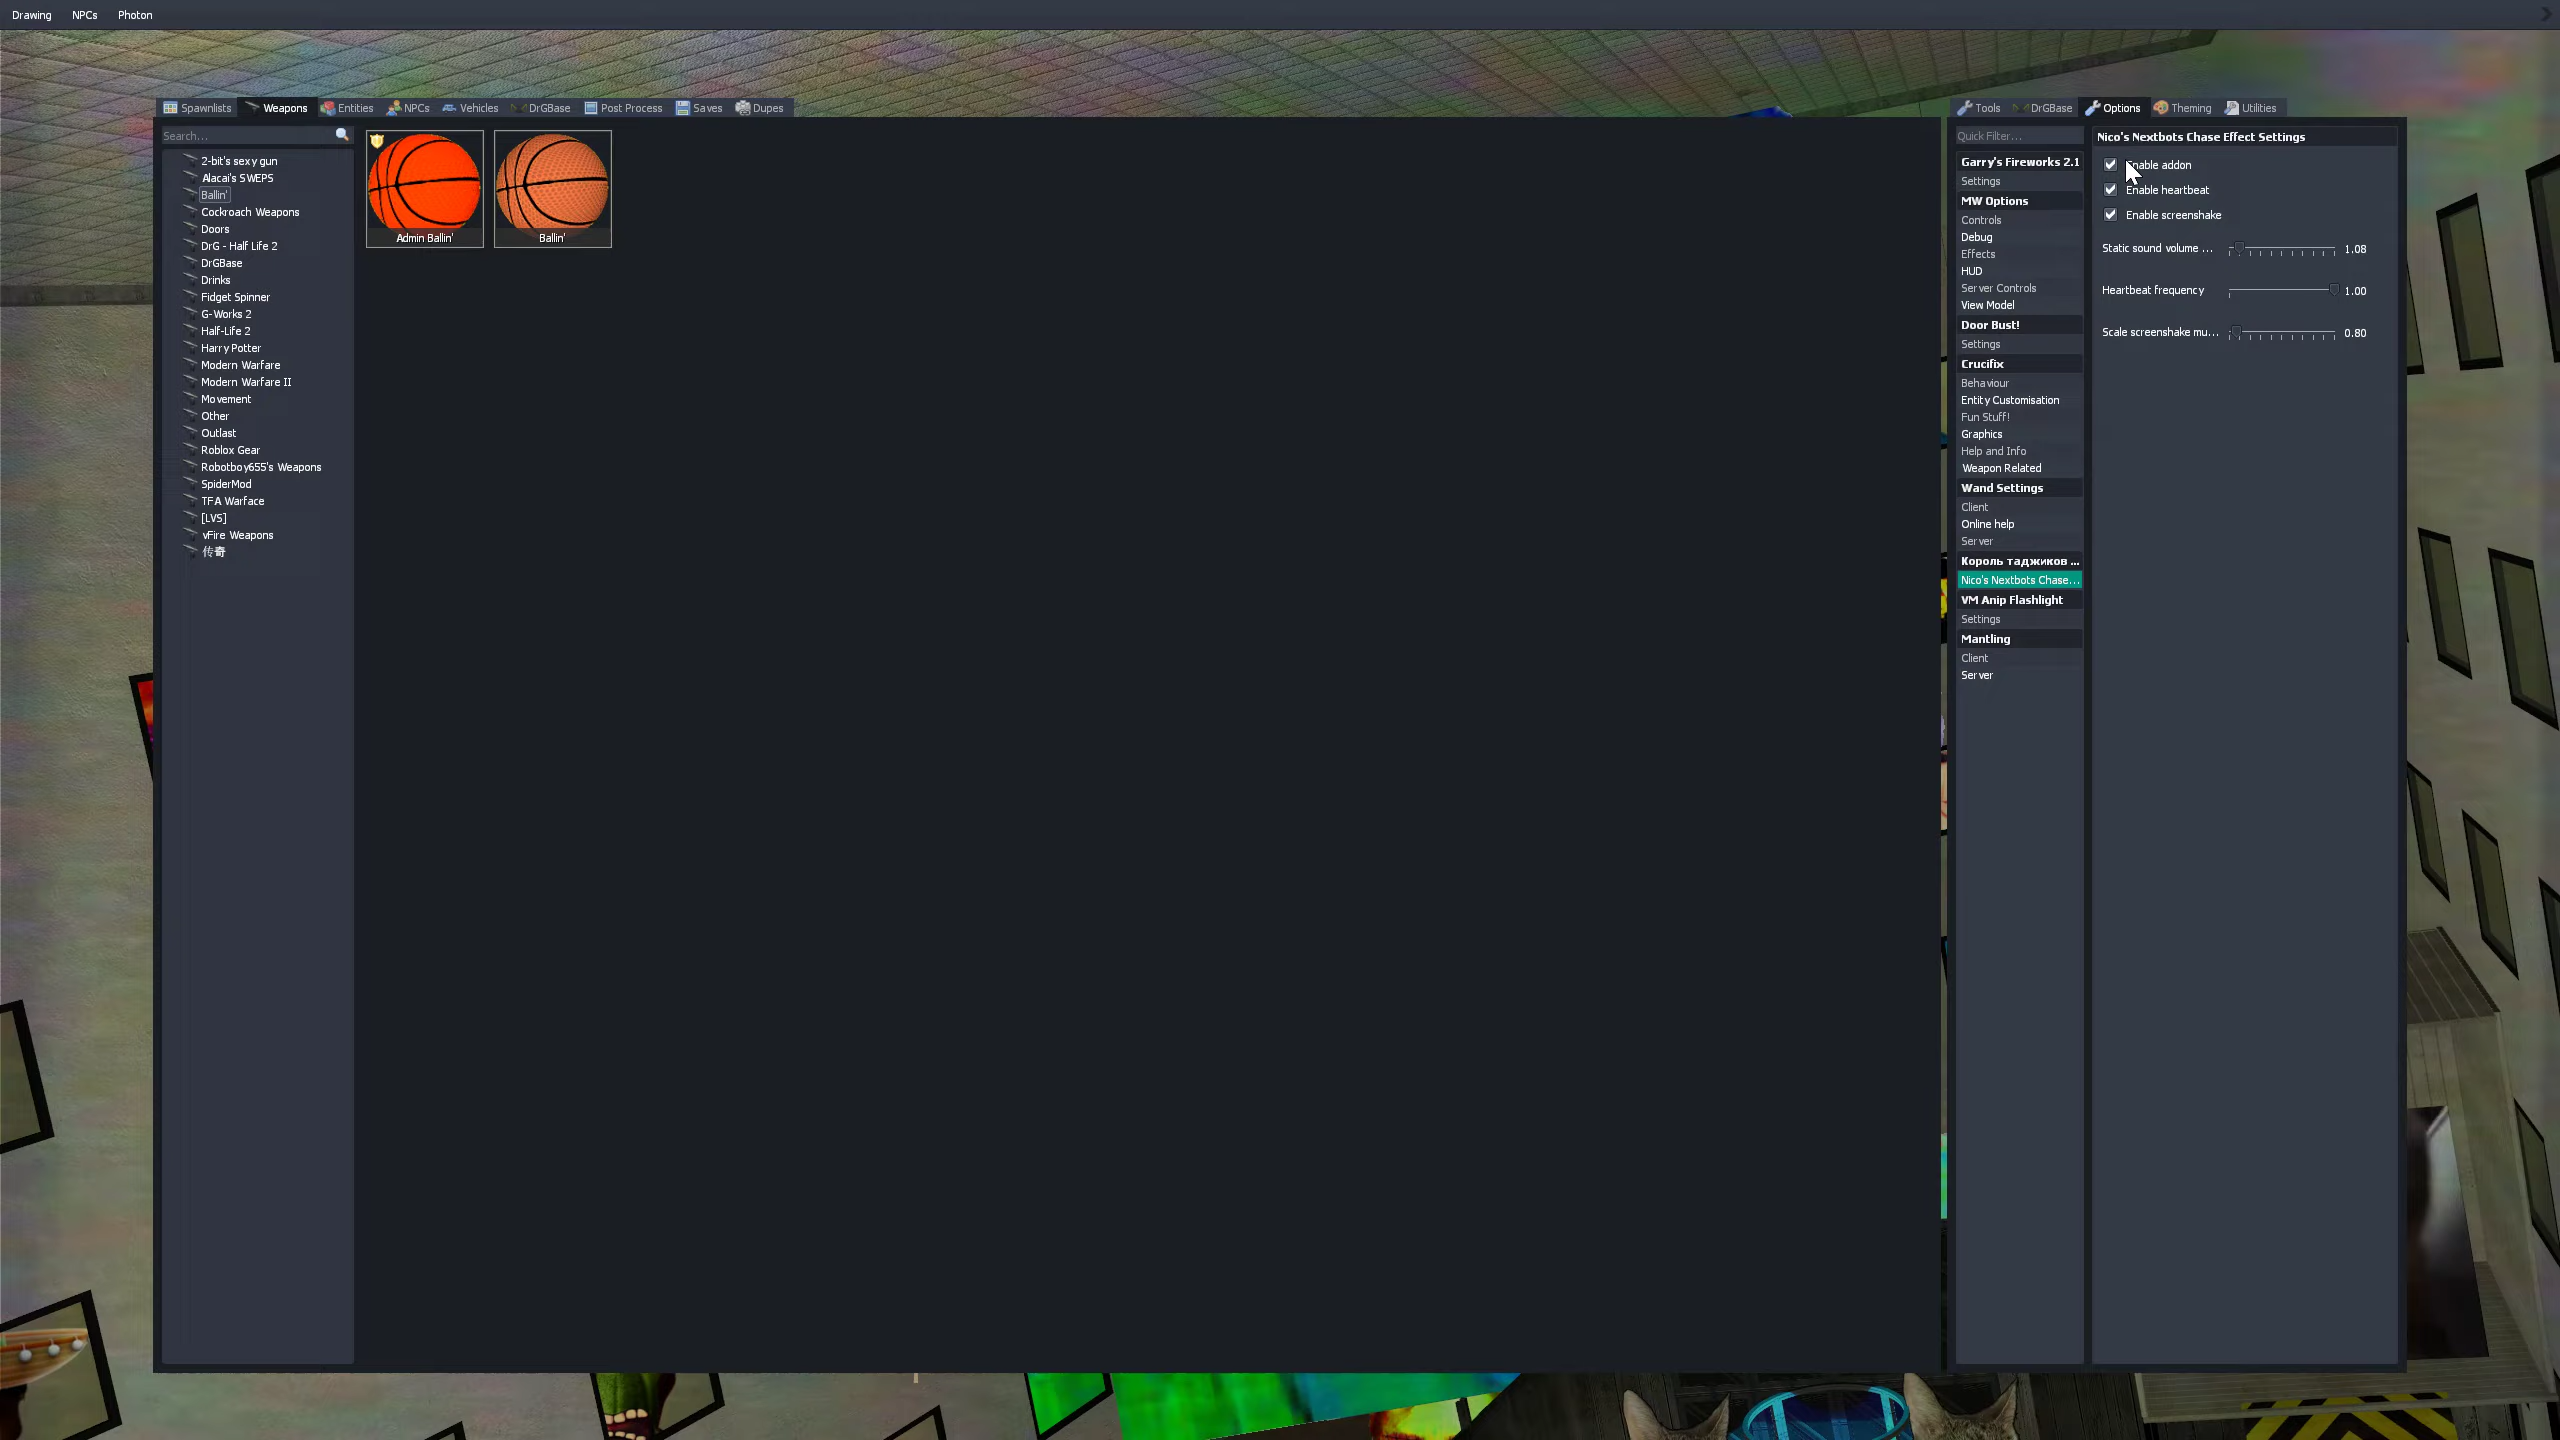 Drawing NPCs Photon
Spawnlists Weapons Entities NPCs Vehicles DrGBase Post Process Saves Dupes
Search...
2-bit's sexy gun
Alacai's SWEPS
Ballin'
Cockroach Weapons
Doors
DrG - Half Life 2
DrGBase
Drinks
Fidget Spinner
G-Works 2
Half-Life 2
Harry Potter
Modern Warfare
Modern Warfare II
Movement
Other
Outlast
Roblox Gear
Robotboy655's Weapons
SpiderMod
TFA Warface
[LVS]
vFire Weapons
传奇
Admin Ballin'
Ballin'
Tools DrGBase Options Theming Utilities
Quick Filter...
Garry's Fireworks 2.1
Settings
MW Options
Controls
Debug
Effects
HUD
Server Controls
View Model
Door Bust!
Settings
Crucifix
Behaviour
Entity Customisation
Fun Stuff!
Graphics
Help and Info
Weapon Related
Wand Settings
Client
Online help
Server
Король таджиков ...
Nico's Nextbots Chase...
VM Anip Flashlight
Settings
Mantling
Client
Server
Nico's Nextbots Chase Effect Settings
Enable addon
Enable heartbeat
Enable screenshake
Static sound volume ... 1.08
Heartbeat frequency 1.00
Scale screenshake mu... 0.80